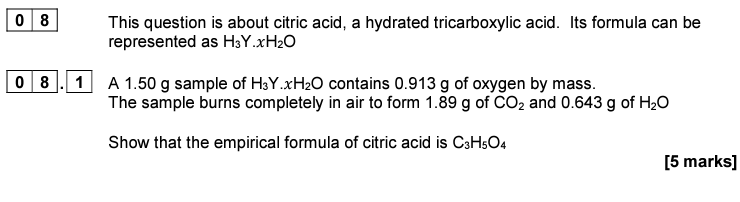 0 8 This question is about citric acid, a hydrated tricarboxylic acid. Its formula can be
represented as H₃Y.xH₂O
0 8 . 1 A 1.50 g sample of H₃Y.xH₂O contains 0.913 g of oxygen by mass.
The sample burns completely in air to form 1.89 g of CO₂ and 0.643 g of H₂O
Show that the empirical formula of citric acid is C₃H₅O₄
[5 marks]